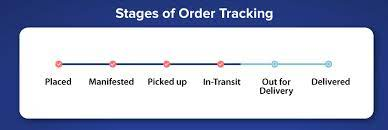 Stages of Order Tracking
Placed Manifested Picked up In-Transit Out for Delivery Delivered